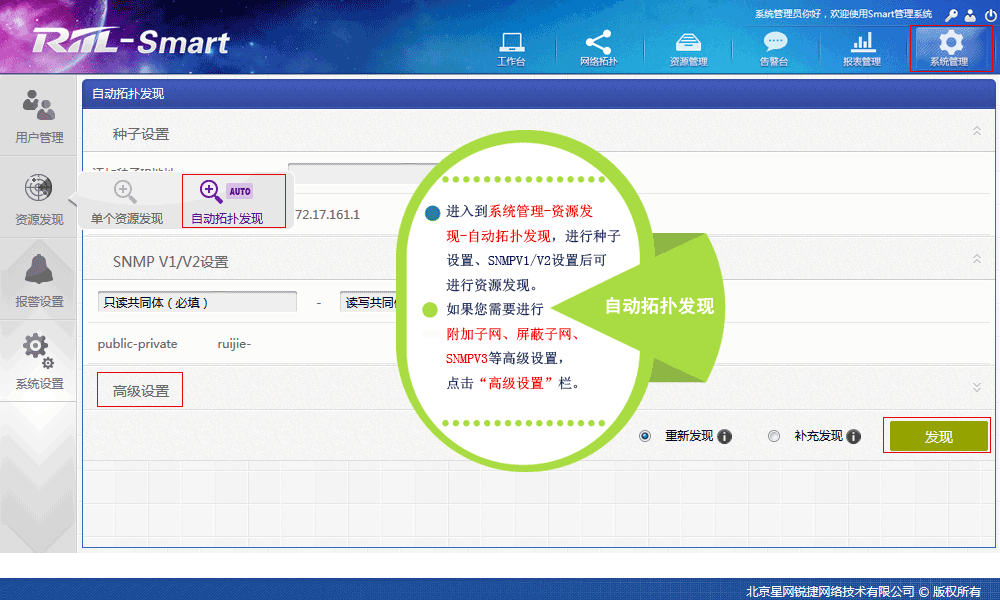 系统管理员你好，欢迎使用Smart管理系统
RIIL-Smart
工作台
网络拓扑
资源管理
告警台
报表管理
系统管理
用户管理
资源发现
报警设置
系统设置
自动拓扑发现
种子设置
单个资源发现
AUTO
自动拓扑发现
72.17.161.1
SNMP V1/V2设置
只读共同体（必填）
-
读写共同
public-private
ruijie-
高级设置
进入到系统管理-资源发
现-自动拓扑发现，进行种子
设置、SNMPV1/V2设置后可
进行资源发现。
如果您需要进行
附加子网、屏蔽子网、
SNMPV3等高级设置，
点击“高级设置”栏。
自动拓扑发现
重新发现
补充发现
发现
北京星网锐捷网络技术有限公司 © 版权所有